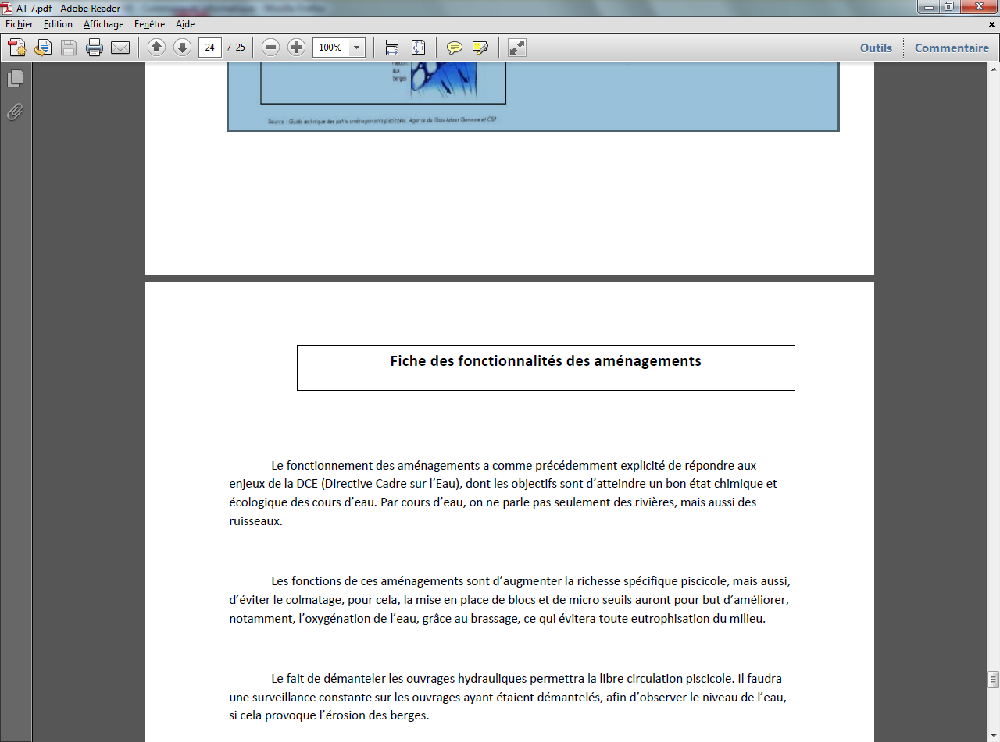 AT 7.pdf - Adobe Reader
Fichier Edition Affichage Fenêtre Aide
24 / 25 100% Outils Commentaire
aux
berges
Source : Guide technique des petits aménagements piscicoles. Agence de l'Eau Adour Garonne et CSP
Fiche des fonctionnalités des aménagements
Le fonctionnement des aménagements a comme précédemment explicité de répondre aux
enjeux de la DCE (Directive Cadre sur l’Eau), dont les objectifs sont d’atteindre un bon état chimique et
écologique des cours d’eau. Par cours d’eau, on ne parle pas seulement des rivières, mais aussi des
ruisseaux.
Les fonctions de ces aménagements sont d’augmenter la richesse spécifique piscicole, mais aussi,
d’éviter le colmatage, pour cela, la mise en place de blocs et de micro seuils auront pour but d’améliorer,
notamment, l’oxygénation de l’eau, grâce au brassage, ce qui évitera toute eutrophisation du milieu.
Le fait de démanteler les ouvrages hydrauliques permettra la libre circulation piscicole. Il faudra
une surveillance constante sur les ouvrages ayant étaient démantelés, afin d’observer le niveau de l’eau,
si cela provoque l’érosion des berges.